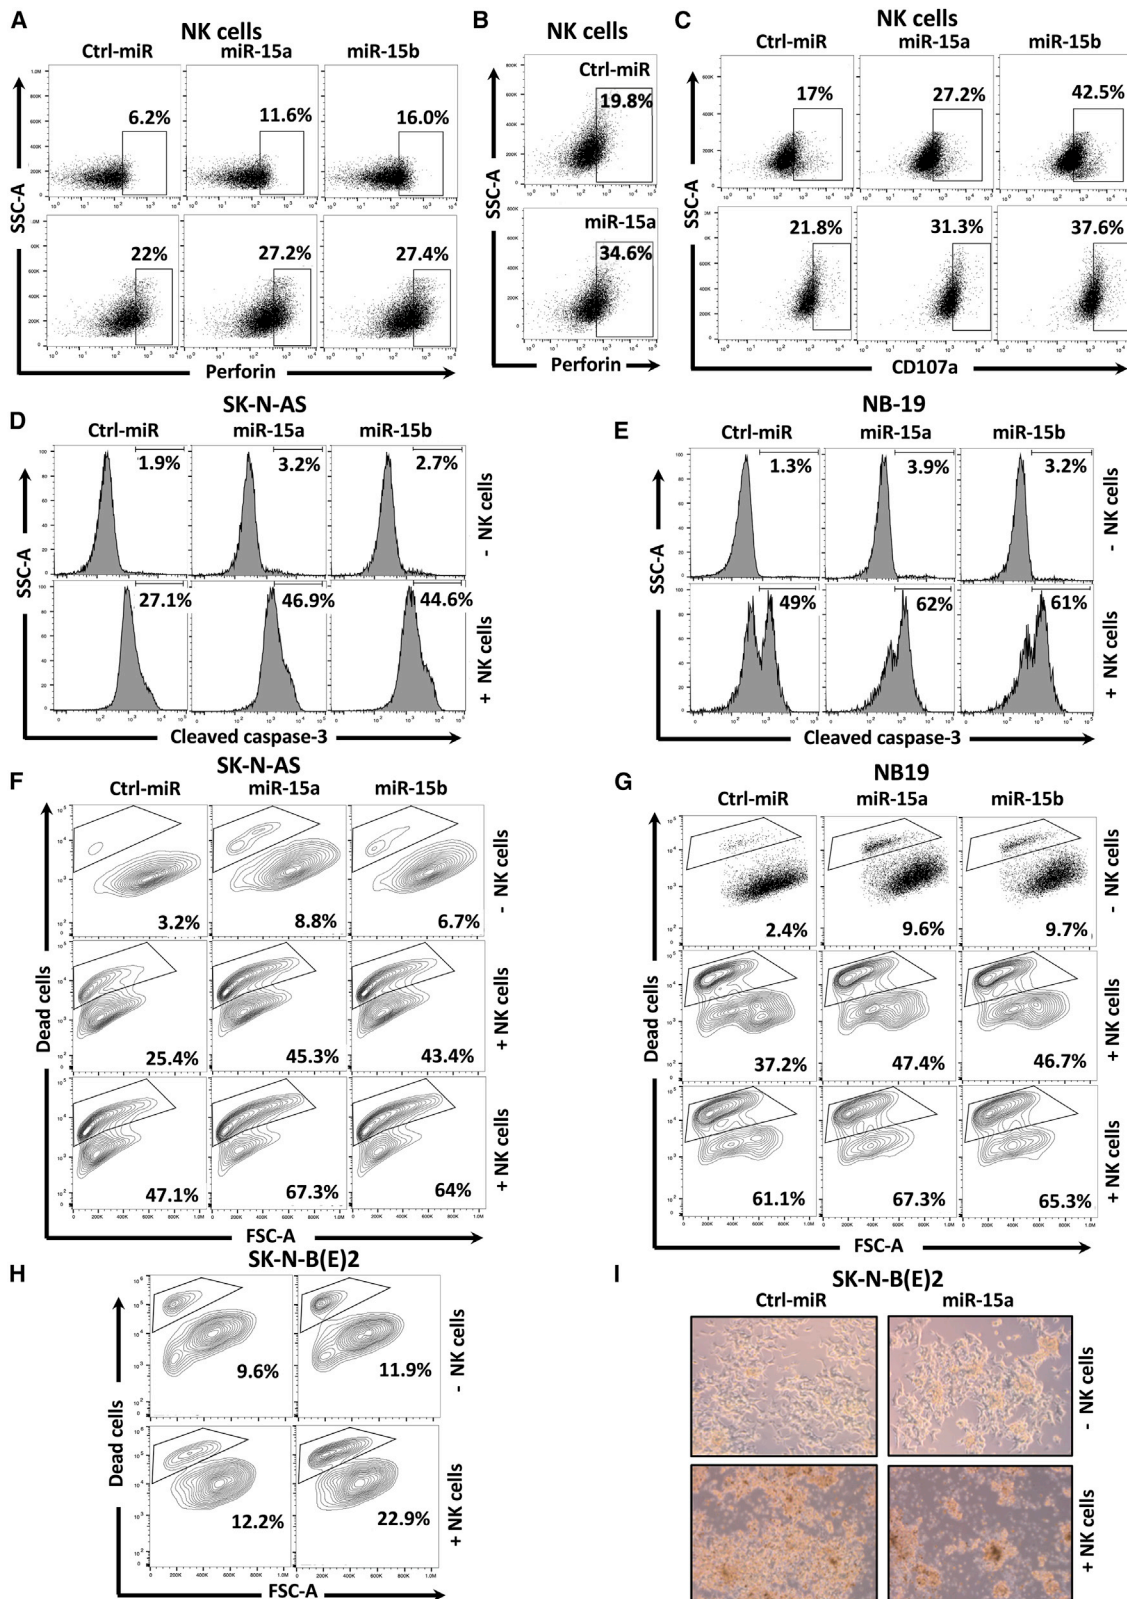 A
NK cells
Ctrl-miR miR-15a miR-15b
6.2% 11.6% 16.0%
22% 27.2% 27.4%
SSC-A
Perforin
B
NK cells
Ctrl-miR
19.8%
miR-15a
34.6%
SSC-A
Perforin
C
NK cells
Ctrl-miR miR-15a miR-15b
17% 27.2% 42.5%
21.8% 31.3% 37.6%
SSC-A
CD107a
D
SK-N-AS
Ctrl-miR miR-15a miR-15b
1.9% 3.2% 2.7%
- NK cells
27.1% 46.9% 44.6%
+ NK cells
SSC-A
Cleaved caspase-3
E
NB-19
Ctrl-miR miR-15a miR-15b
1.3% 3.9% 3.2%
- NK cells
49% 62% 61%
+ NK cells
SSC-A
Cleaved caspase-3
F
SK-N-AS
Ctrl-miR miR-15a miR-15b
3.2% 8.8% 6.7%
- NK cells
25.4% 45.3% 43.4%
+ NK cells
47.1% 67.3% 64%
+ NK cells
Dead cells
FSC-A
G
NB19
Ctrl-miR miR-15a miR-15b
2.4% 9.6% 9.7%
- NK cells
37.2% 47.4% 46.7%
+ NK cells
61.1% 67.3% 65.3%
+ NK cells
Dead cells
FSC-A
H
SK-N-B(E)2
9.6% 11.9%
- NK cells
12.2% 22.9%
+ NK cells
Dead cells
200K 400K 600K 800K 1.0M
FSC-A
I
SK-N-B(E)2
Ctrl-miR miR-15a
- NK cells
+ NK cells